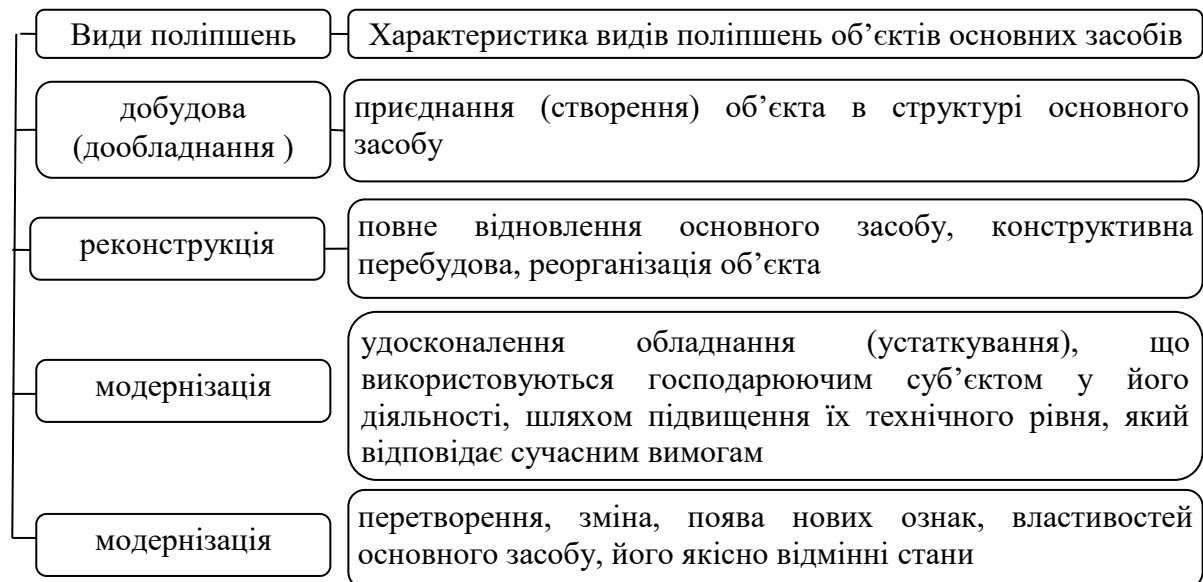 Види поліпшень
Характеристика видів поліпшень об’єктів основних засобів
добудова
(дообладнання )
приєднання (створення) об’єкта в структурі основного
засобу
реконструкція
повне відновлення основного засобу, конструктивна
перебудова, реорганізація об’єкта
модернізація
удосконалення обладнання (устаткування), що
використовуються господарюючим суб’єктом у його
діяльності, шляхом підвищення їх технічного рівня, який
відповідає сучасним вимогам
модернізація
перетворення, зміна, поява нових ознак, властивостей
основного засобу, його якісно відмінні стани